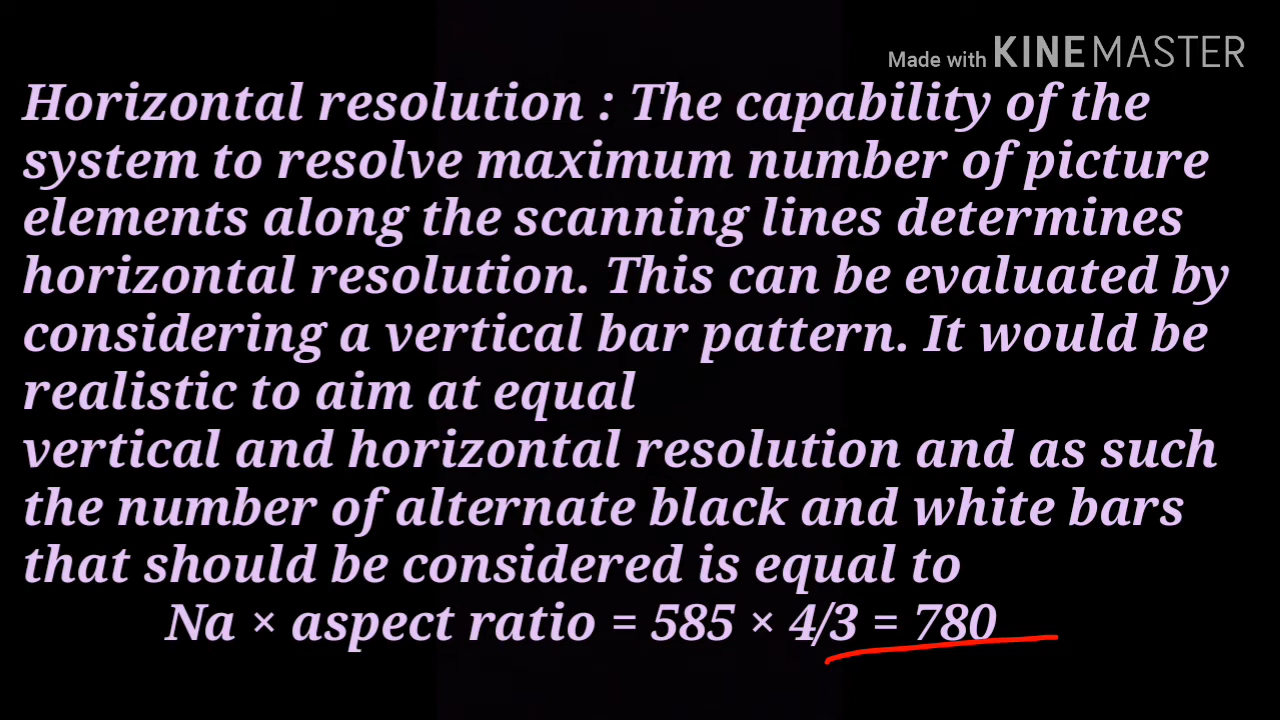 Made with KINEMASTER
Horizontal resolution : The capability of the
system to resolve maximum number of picture
elements along the scanning lines determines
horizontal resolution. This can be evaluated by
considering a vertical bar pattern. It would be
realistic to aim at equal
vertical and horizontal resolution and as such
the number of alternate black and white bars
that should be considered is equal to
Na × aspect ratio = 585 × 4/3 = 780